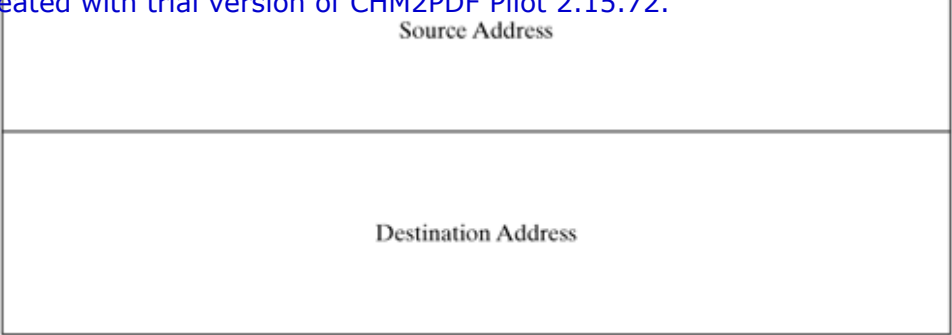 eated with trial version of CHM2PDF Pilot 2.15.72.
Source Address
Destination Address